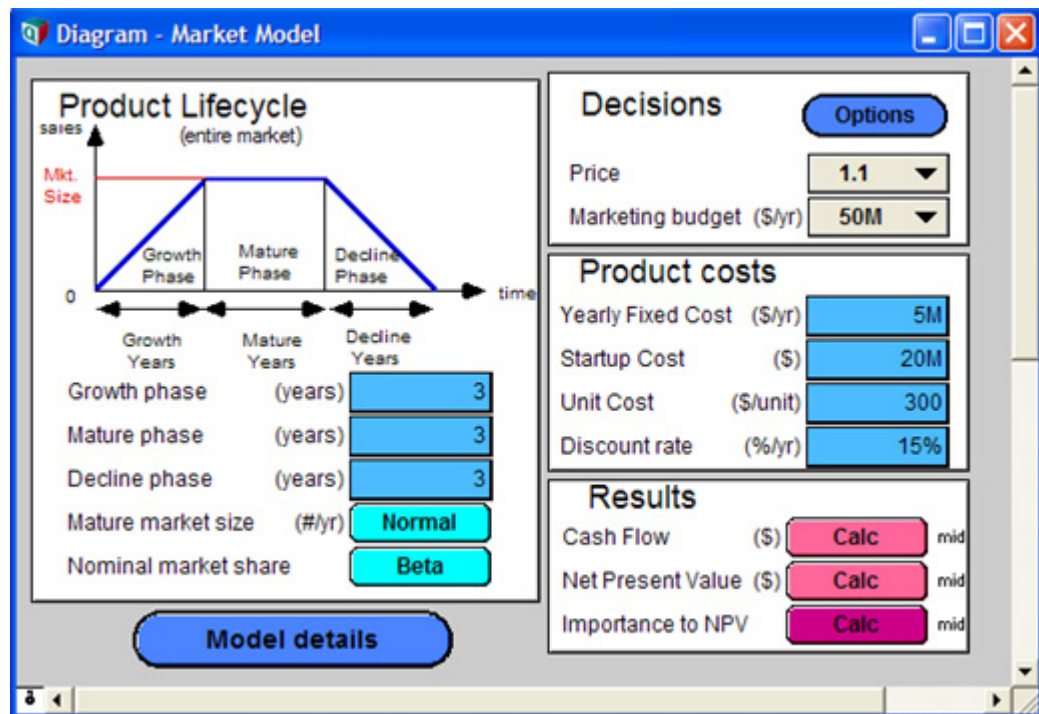 Diagram - Market Model
Product Lifecycle
sales
(entire market)
Mkt.
Size
Growth
Phase
Mature
Phase
Decline
Phase
0
time
Growth
Years
Mature
Years
Decline
Years
Growth phase (years) 3
Mature phase (years) 3
Decline phase (years) 3
Mature market size (#/yr) Normal
Nominal market share Beta
Model details
Decisions Options
Price 1.1
Marketing budget ($/yr) 50M
Product costs
Yearly Fixed Cost ($/yr) 5M
Startup Cost ($) 20M
Unit Cost ($/unit) 300
Discount rate (%/yr) 15%
Results
Cash Flow ($) Calc mid
Net Present Value ($) Calc mid
Importance to NPV Calc mid